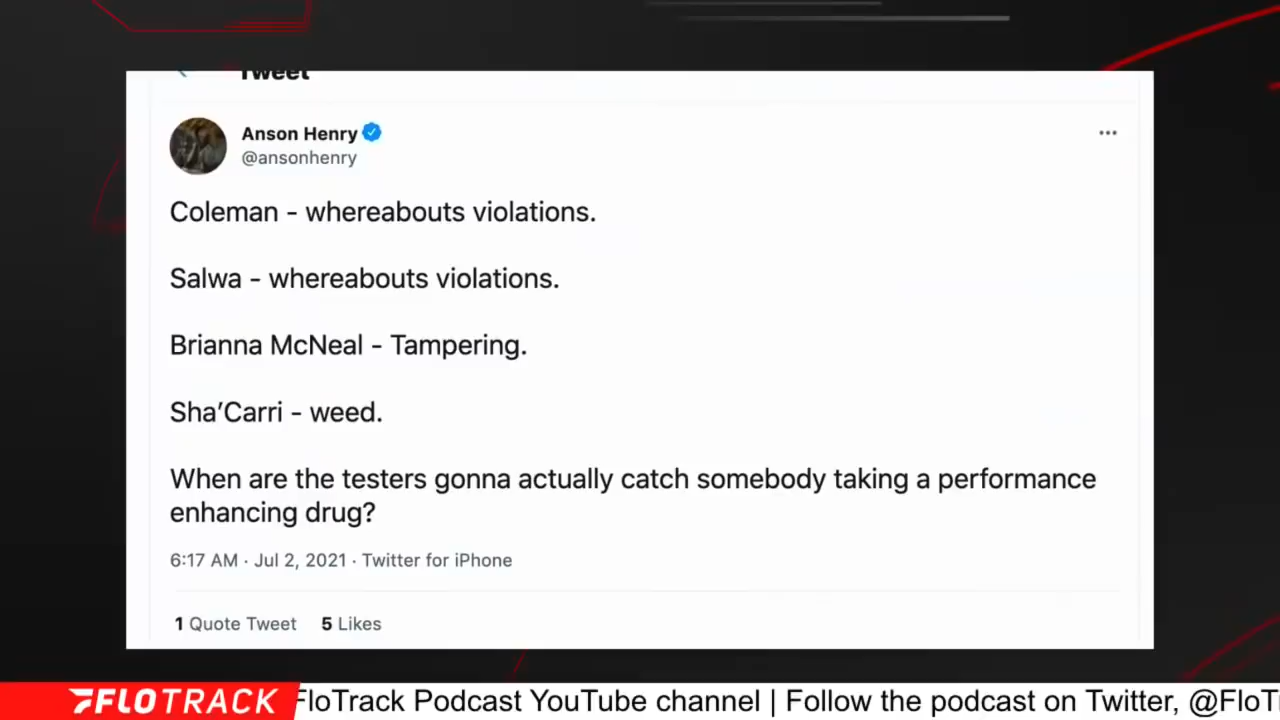 Tweet
Anson Henry
@ansonhenry
Coleman - whereabouts violations.
Salwa - whereabouts violations.
Brianna McNeal - Tampering.
Sha'Carri - weed.
When are the testers gonna actually catch somebody taking a performance
enhancing drug?
6:17 AM · Jul 2, 2021 · Twitter for iPhone
1 Quote Tweet 5 Likes
FLOTRACK FloTrack Podcast YouTube channel | Follow the podcast on Twitter, @FloT